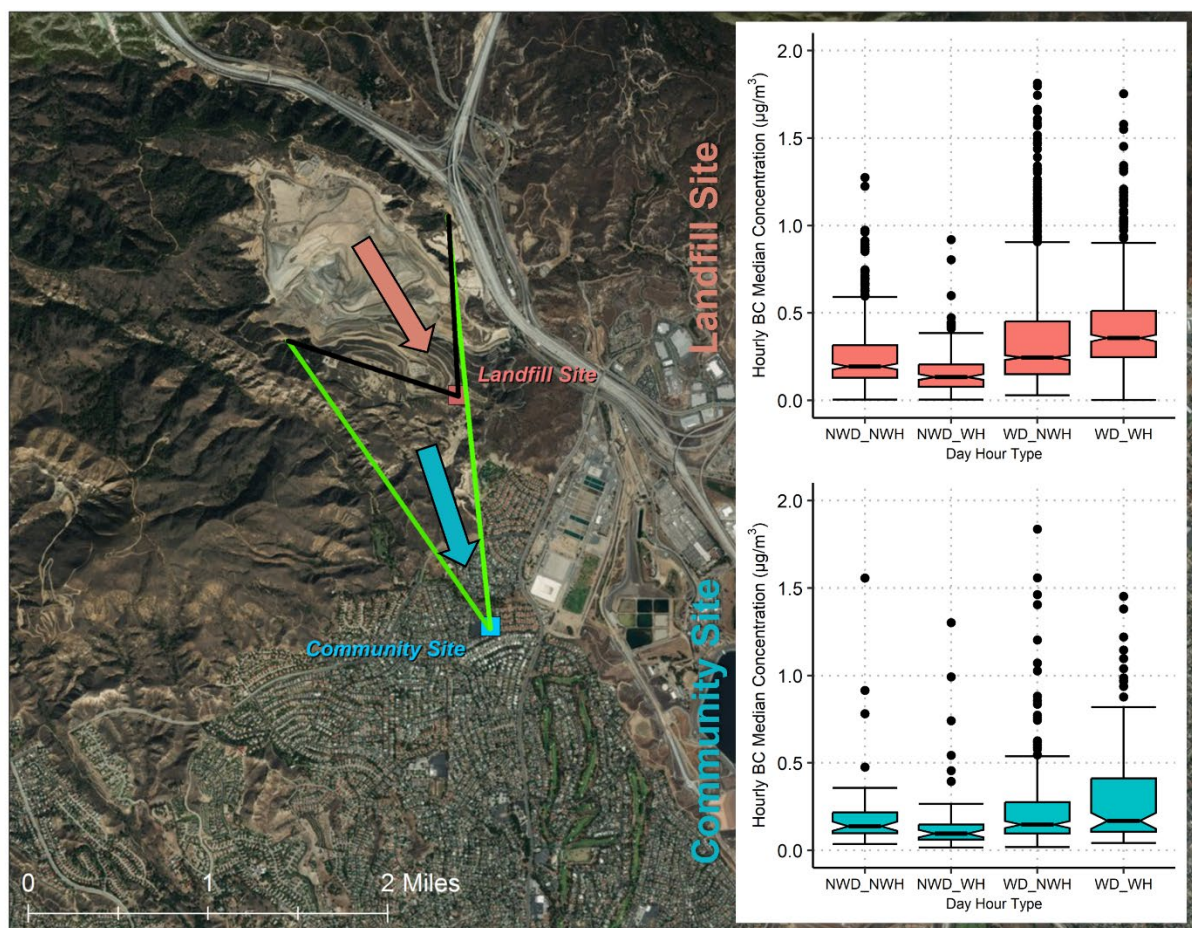 Landfill Site
Community Site
0
1
2 Miles
Landfill Site
Hourly BC Median Concentration (µg/m³)
2.0
1.5
1.0
0.5
0.0
NWD_NWH
NWD_WH
WD_NWH
WD_WH
Day Hour Type
Community Site
Hourly BC Median Concentration (µg/m³)
2.0
1.5
1.0
0.5
0.0
NWD_NWH
NWD_WH
WD_NWH
WD_WH
Day Hour Type